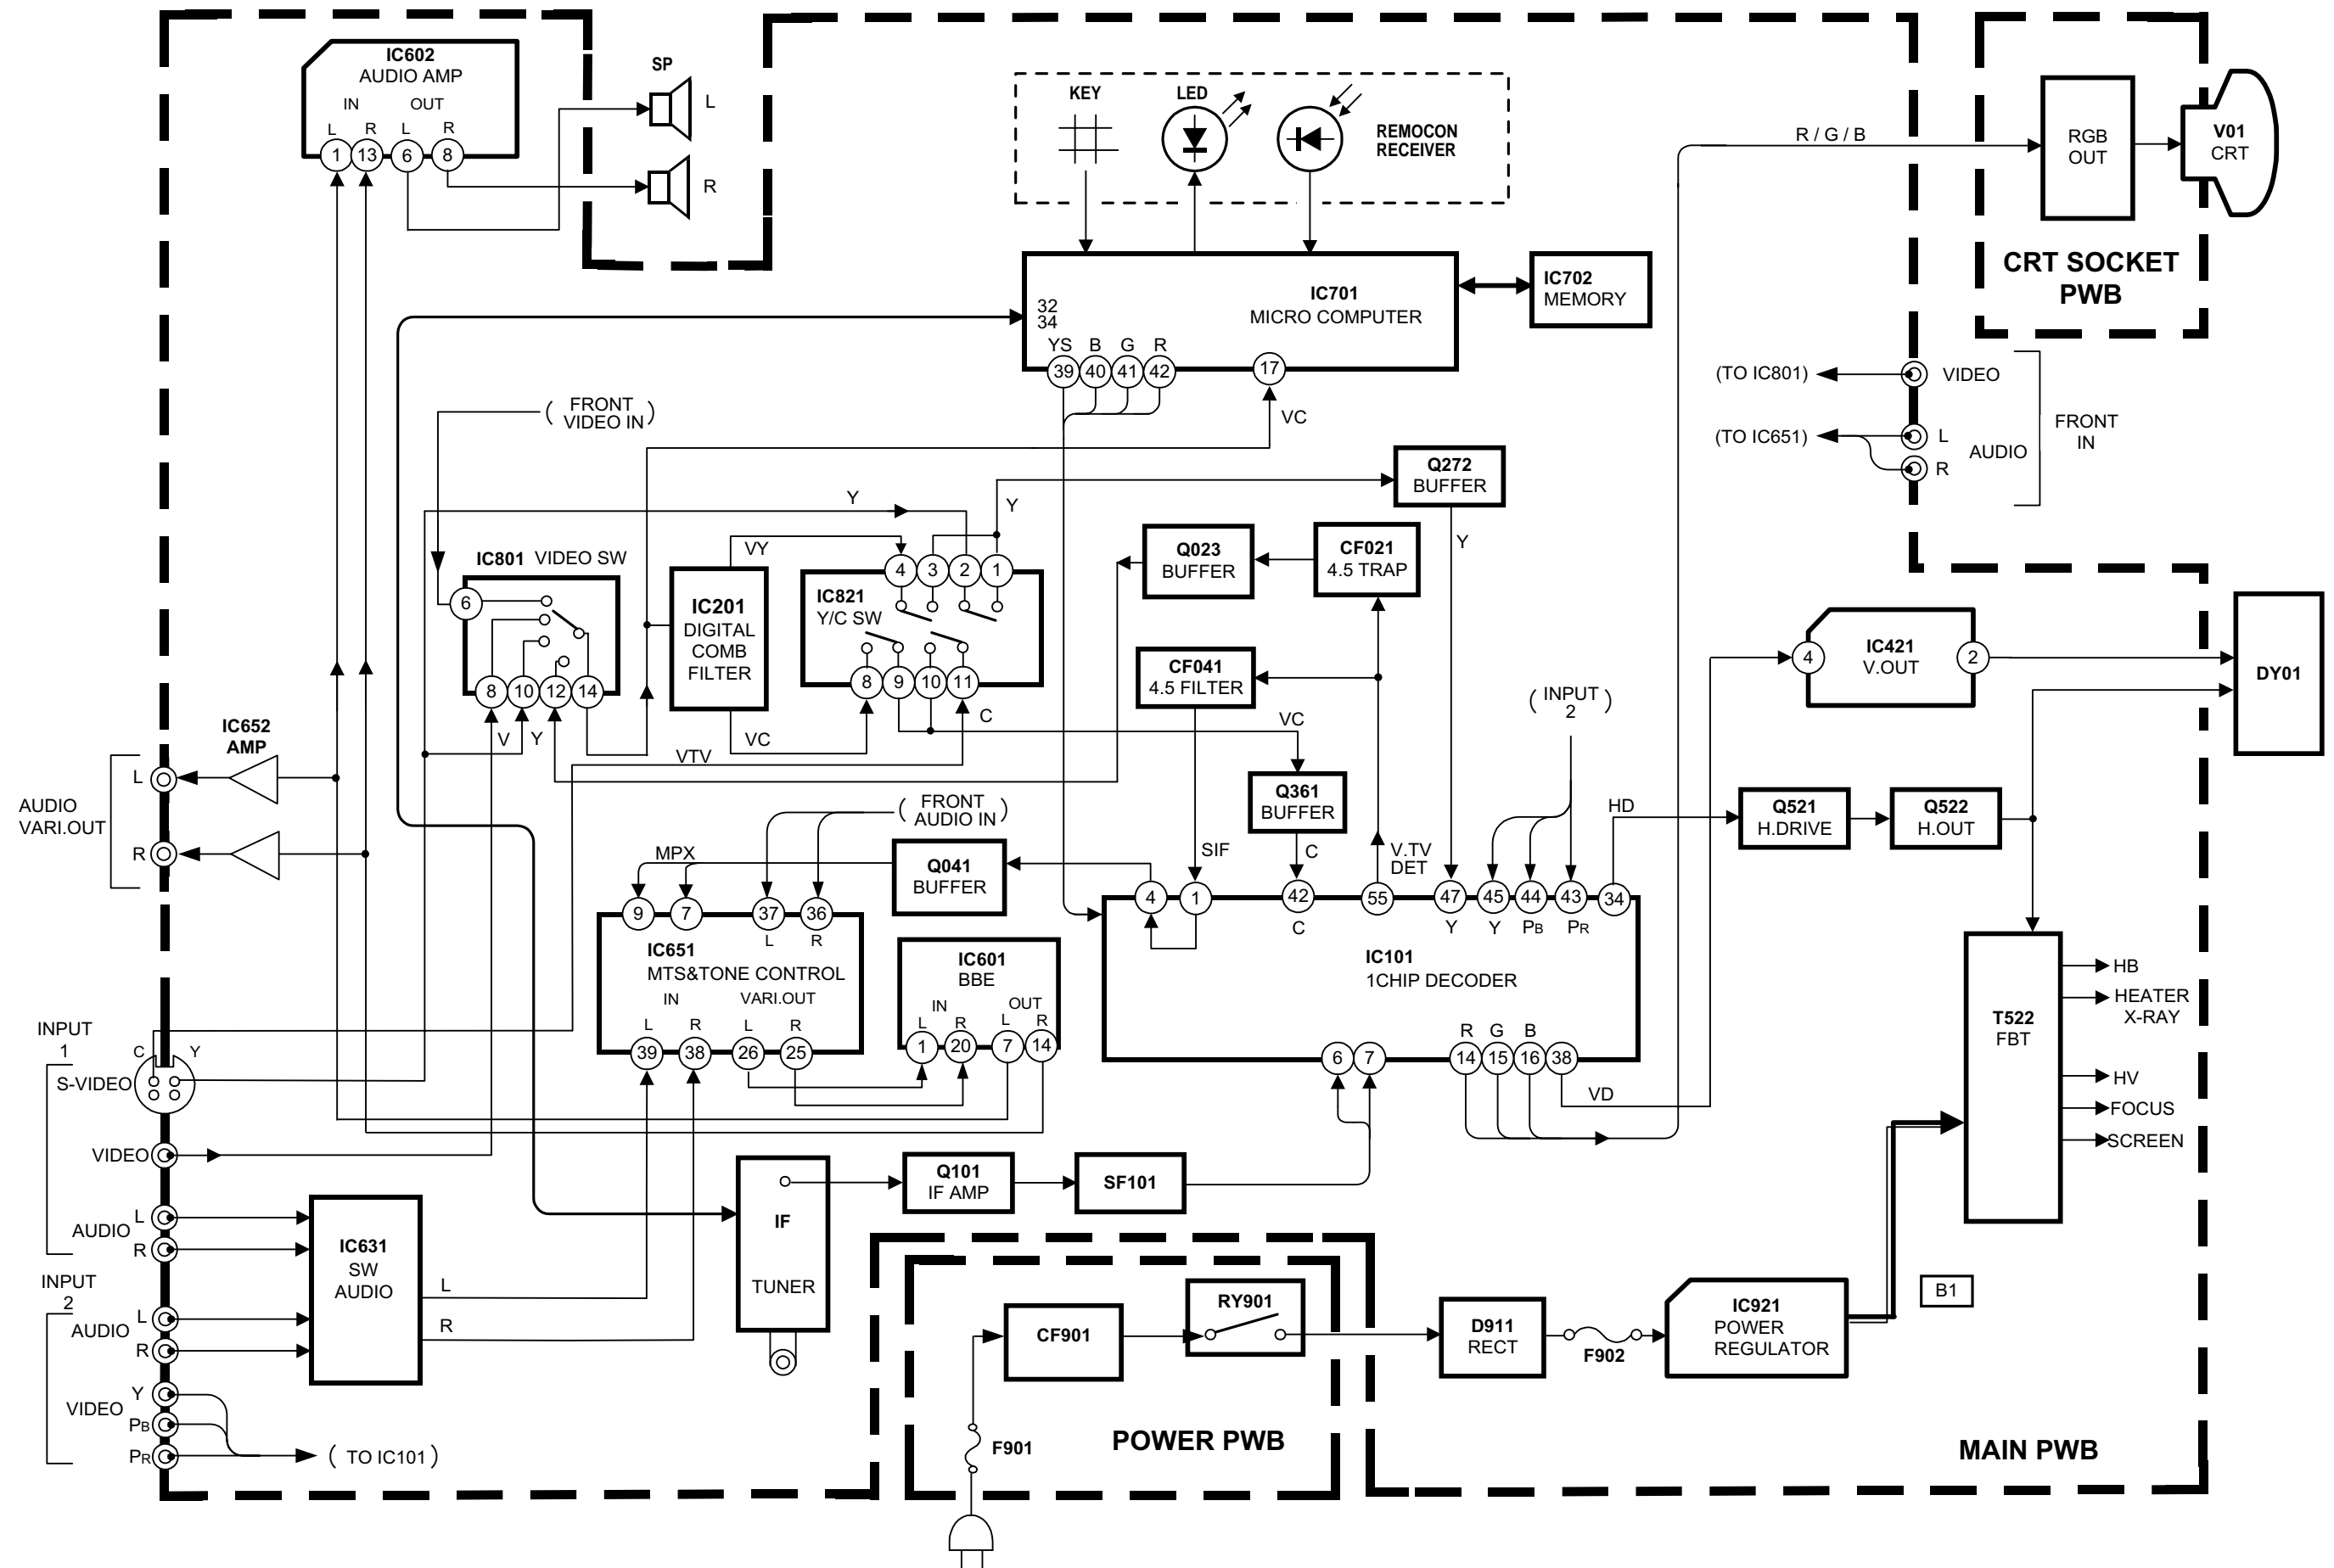 IC602
AUDIO AMP
IN OUT
L R L R
1 13 6 8
SP
L
R
KEY LED
REMOCON
RECEIVER
IC701
MICRO COMPUTER
32
34
YS B G R
39 40 41 42 17
IC702
MEMORY
VC
R / G / B
RGB
OUT
V01
CRT
CRT SOCKET
PWB
(TO IC801) VIDEO
(TO IC651) L
AUDIO
R
FRONT
IN
( FRONT
VIDEO IN )
Y
Y
Q272
BUFFER
Y
IC801 VIDEO SW
6
8 10 12 14
V Y
VY
IC201
DIGITAL
COMB
FILTER
VC
4 3 2 1
IC821
Y/C SW
8 9 10 11
C
VTV
VC
Q023
BUFFER
CF021
4.5 TRAP
CF041
4.5 FILTER
( INPUT
2 )
4 IC421 2
V.OUT
DY01
IC652
AMP
L
AUDIO
VARI.OUT
R
( FRONT
AUDIO IN )
MPX
Q041
BUFFER
Q361
BUFFER
SIF
C
V.TV
DET
HD
Q521
H.DRIVE
Q522
H.OUT
9 7 37 36
L R
IC651
MTS&TONE CONTROL
IN VARI.OUT
L R L R
39 38 26 25
IC601
BBE
IN OUT
L R L R
1 20 7 14
4 1 42 55 47 45 44 43 34
C Y Y PB PR
IC101
1CHIP DECODER
R G B
6 7 14 15 16 38
VD
T522
FBT
HB
HEATER
X-RAY
HV
FOCUS
SCREEN
INPUT
1
C Y
S-VIDEO
VIDEO
L
AUDIO
R
INPUT
2
L
AUDIO
R
Y
VIDEO
PB
PR
( TO IC101 )
IC631
SW
AUDIO
L
R
IF
TUNER
Q101
IF AMP
SF101
CF901
RY901
F901
POWER PWB
D911
RECT
F902
IC921
POWER
REGULATOR
B1
MAIN PWB